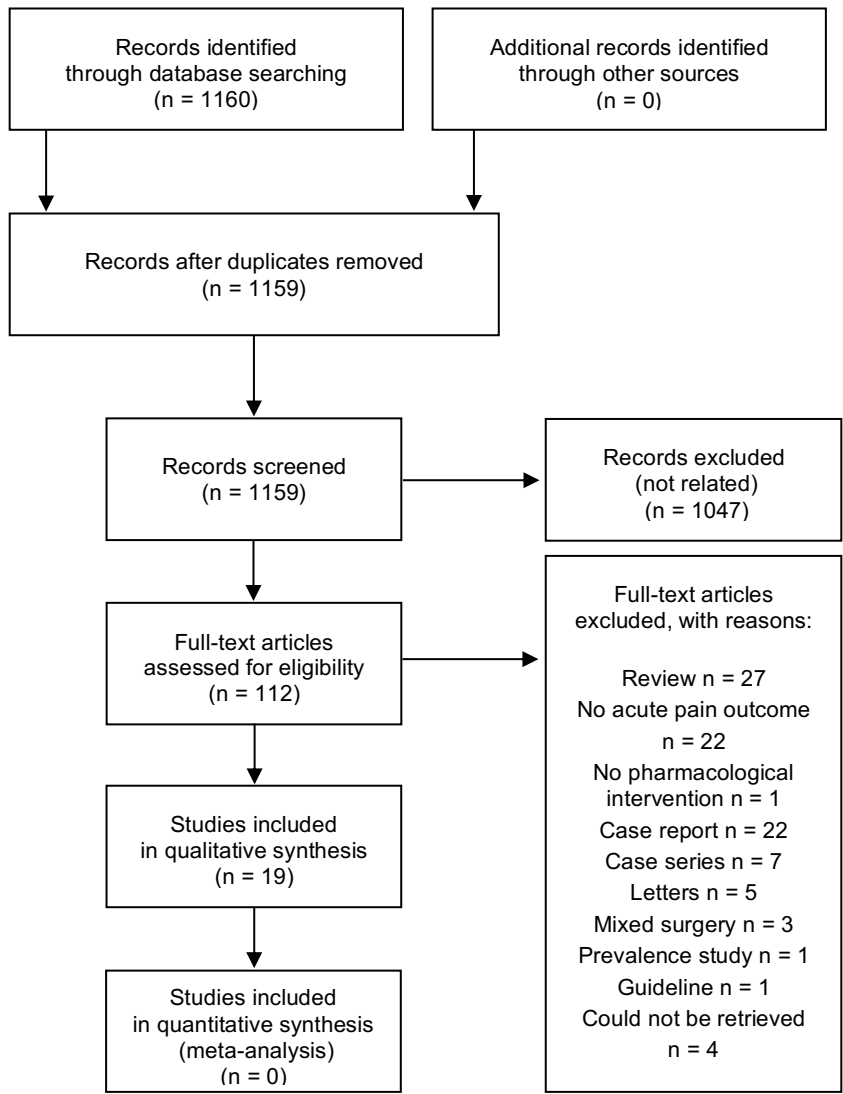 Records identified
through database searching
(n = 1160)
Additional records identified
through other sources
(n = 0)
Records after duplicates removed
(n = 1159)
Records screened
(n = 1159)
Records excluded
(not related)
(n = 1047)
Full-text articles
assessed for eligibility
(n = 112)
Full-text articles
excluded, with reasons:
Review n = 27
No acute pain outcome
n = 22
No pharmacological
intervention n = 1
Case report n = 22
Case series n = 7
Letters n = 5
Mixed surgery n = 3
Prevalence study n = 1
Guideline n = 1
Could not be retrieved
n = 4
Studies included
in qualitative synthesis
(n = 19)
Studies included
in quantitative synthesis
(meta-analysis)
(n = 0)